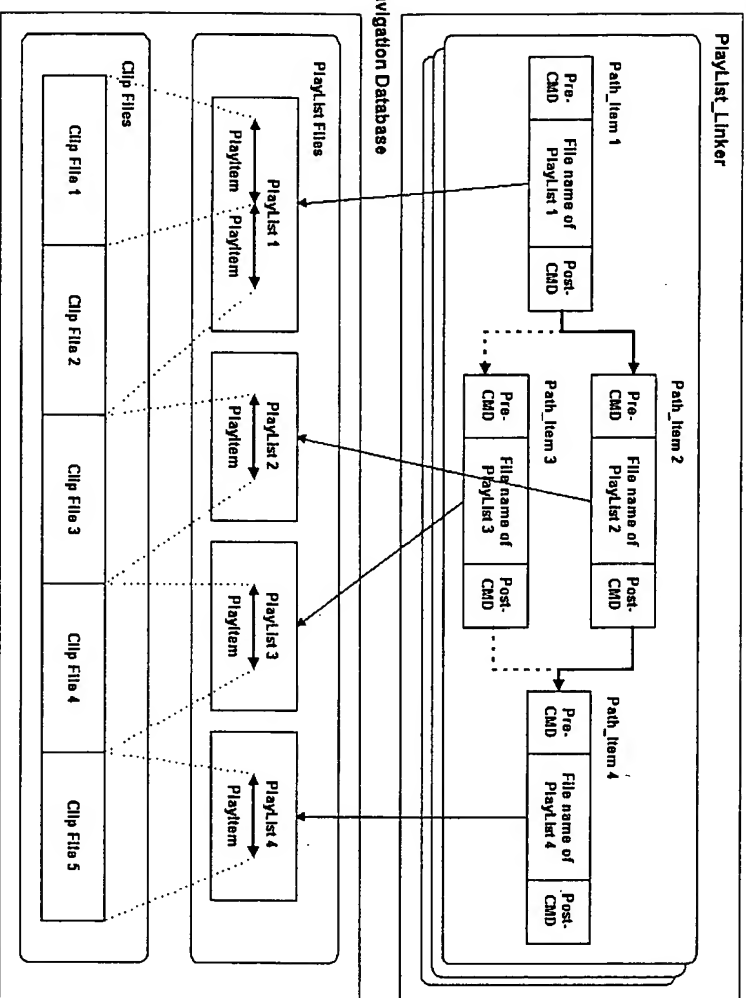 PlayList_Linker
Path_Item 1
Pre-
CMD
File name of
PlayList 1
Post-
CMD
Path_Item 2
Pre-
CMD
File name of
PlayList 2
Post-
CMD
Path_Item 3
Pre-
CMD
File name of
PlayList 3
Post-
CMD
Path_Item 4
Pre-
CMD
File name of
PlayList 4
Post-
CMD
vigation Database
PlayList Files
PlayList 1
PlayItem
PlayItem
PlayList 2
PlayItem
PlayList 3
PlayItem
PlayList 4
PlayItem
Clip Files
Clip File 1
Clip File 2
Clip File 3
Clip File 4
Clip File 5